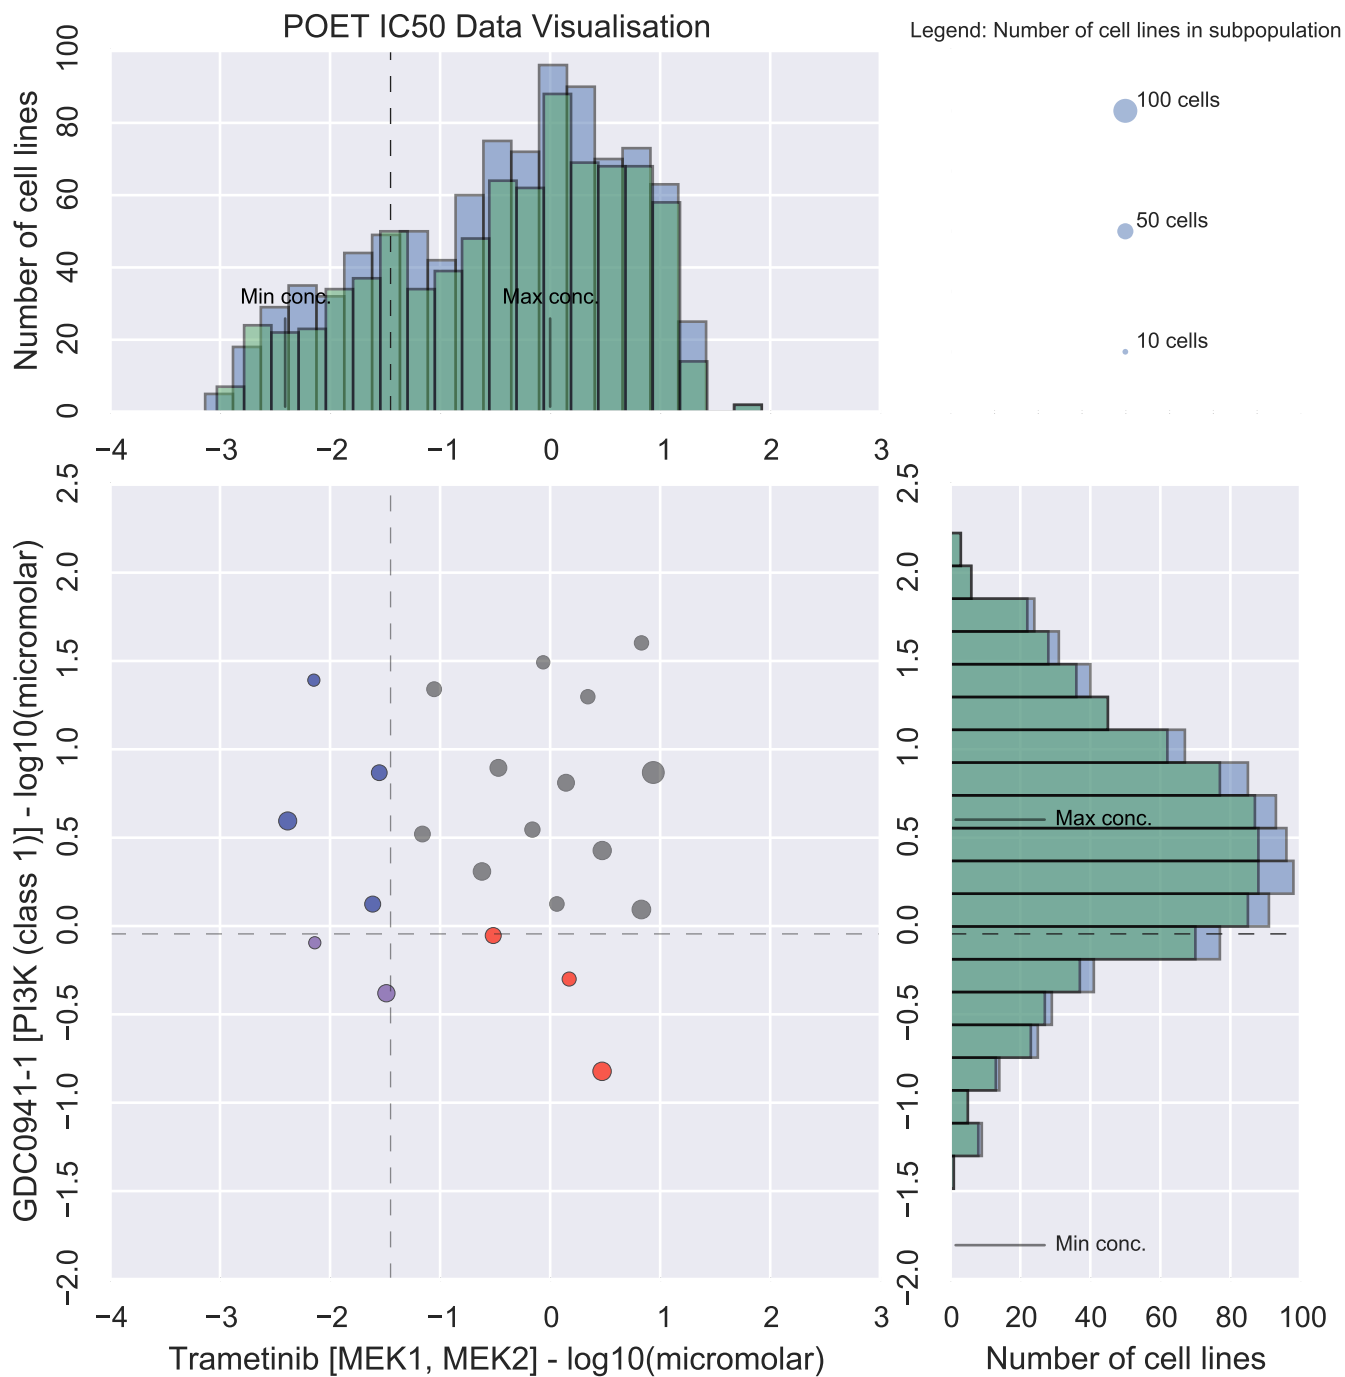 POET IC50 Data Visualisation
Legend: Number of cell lines in subpopulation
Number of cell lines
100
80
60
40
20
0
Min conc.
Max conc.
−4 −3 −2 −1 0 1 2 3
100 cells
50 cells
10 cells
GDC0941-1 [PI3K (class 1)] - log10(micromolar)
2.5
2.0
1.5
1.0
0.5
0.0
−0.5
−1.0
−1.5
−2.0
−4 −3 −2 −1 0 1 2 3
Trametinib [MEK1, MEK2] - log10(micromolar)
2.5
2.0
1.5
1.0
0.5
0.0
−0.5
−1.0
−1.5
−2.0
Max conc.
Min conc.
0 20 40 60 80 100
Number of cell lines